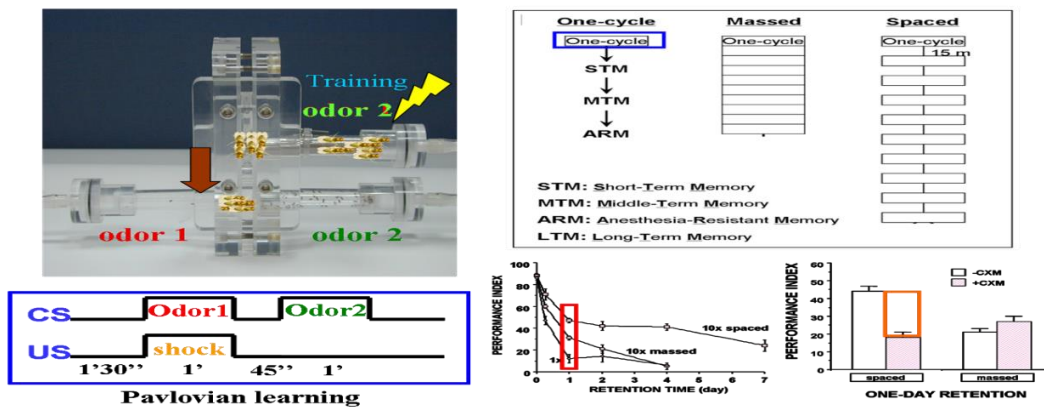 Training
odor 2
odor 1
odor 2
CS
Odor1
Odor2
US
shock
1'30'' 1' 45'' 1'
Pavlovian learning
One-cycle Massed Spaced
One-cycle One-cycle One-cycle
15 m
STM
MTM
ARM
STM: Short-Term Memory
MTM: Middle-Term Memory
ARM: Anesthesia-Resistant Memory
LTM: Long-Term Memory
PERFORMANCE INDEX
100
80
60
40
20
0
10x spaced
10x massed
1x
0 1 2 3 4 5 6 7
RETENTION TIME (day)
PERFORMANCE INDEX
60
50
40
30
20
10
0
-CXM
+CXM
spaced massed
ONE-DAY RETENTION